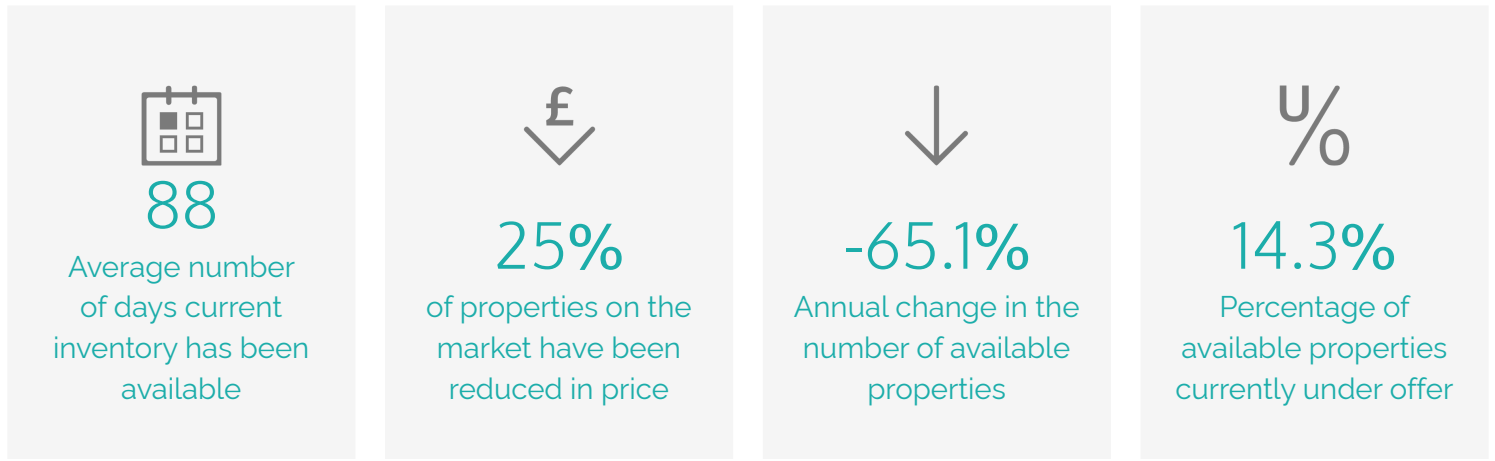 88
Average number
of days current
inventory has been
available
£
25%
of properties on the
market have been
reduced in price
-65.1%
Annual change in the
number of available
properties
U%
14.3%
Percentage of
available properties
currently under offer